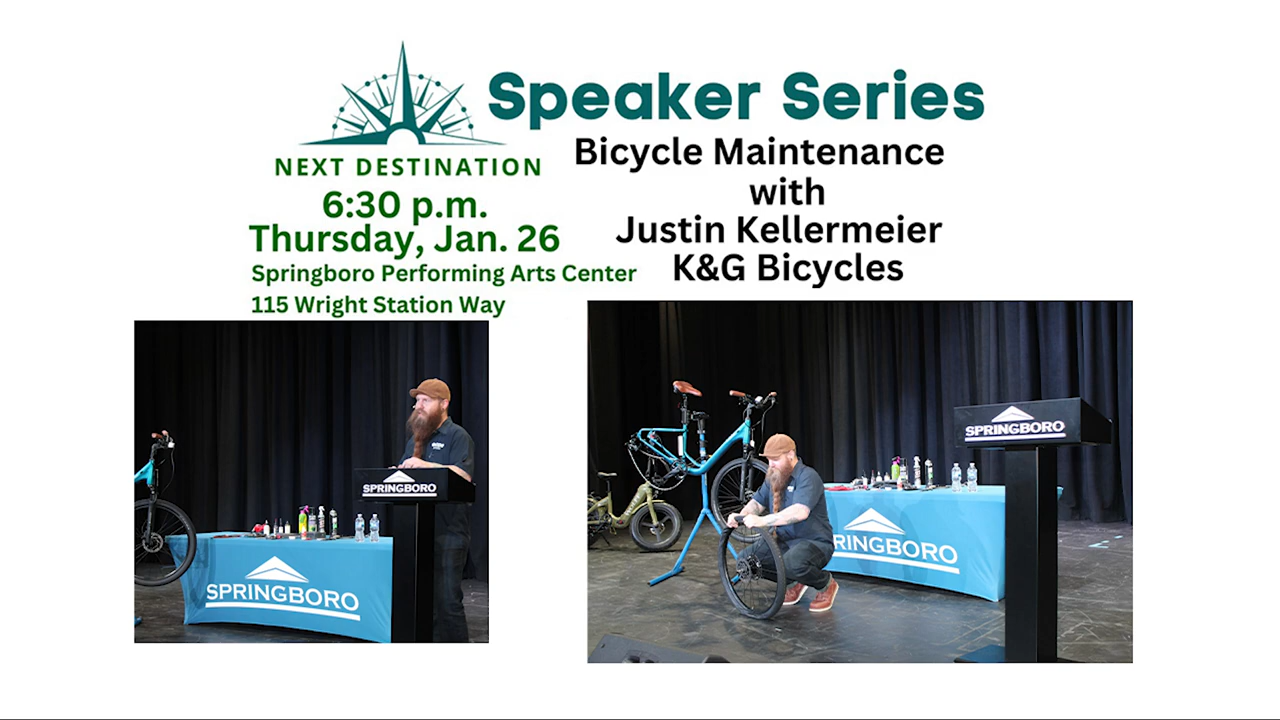 Speaker Series
NEXT DESTINATION
6:30 p.m.
Thursday, Jan. 26
Springboro Performing Arts Center
115 Wright Station Way
Bicycle Maintenance
with
Justin Kellermeier
K&G Bicycles
SPRINGBORO
SPRINGBORO
SPRINGBORO
RINGBORO